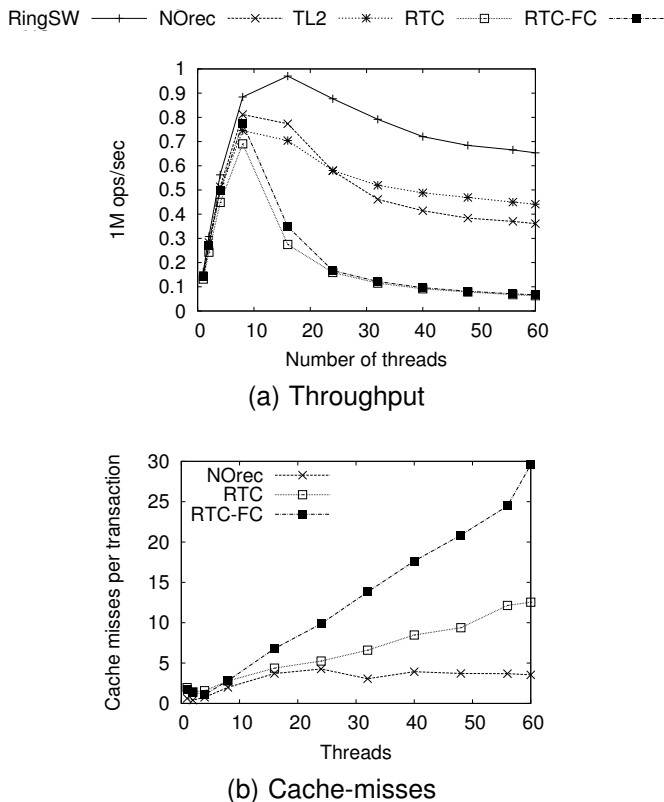 RingSW NOrec TL2 RTC RTC-FC
1
0.9
0.8
0.7
0.6
0.5
0.4
0.3
0.2
0.1
0
1M ops/sec
0 10 20 30 40 50 60
Number of threads
(a) Throughput
30
25
20
15
10
5
0
Cache misses per transaction
NOrec
RTC
RTC-FC
0 10 20 30 40 50 60
Threads
(b) Cache-misses